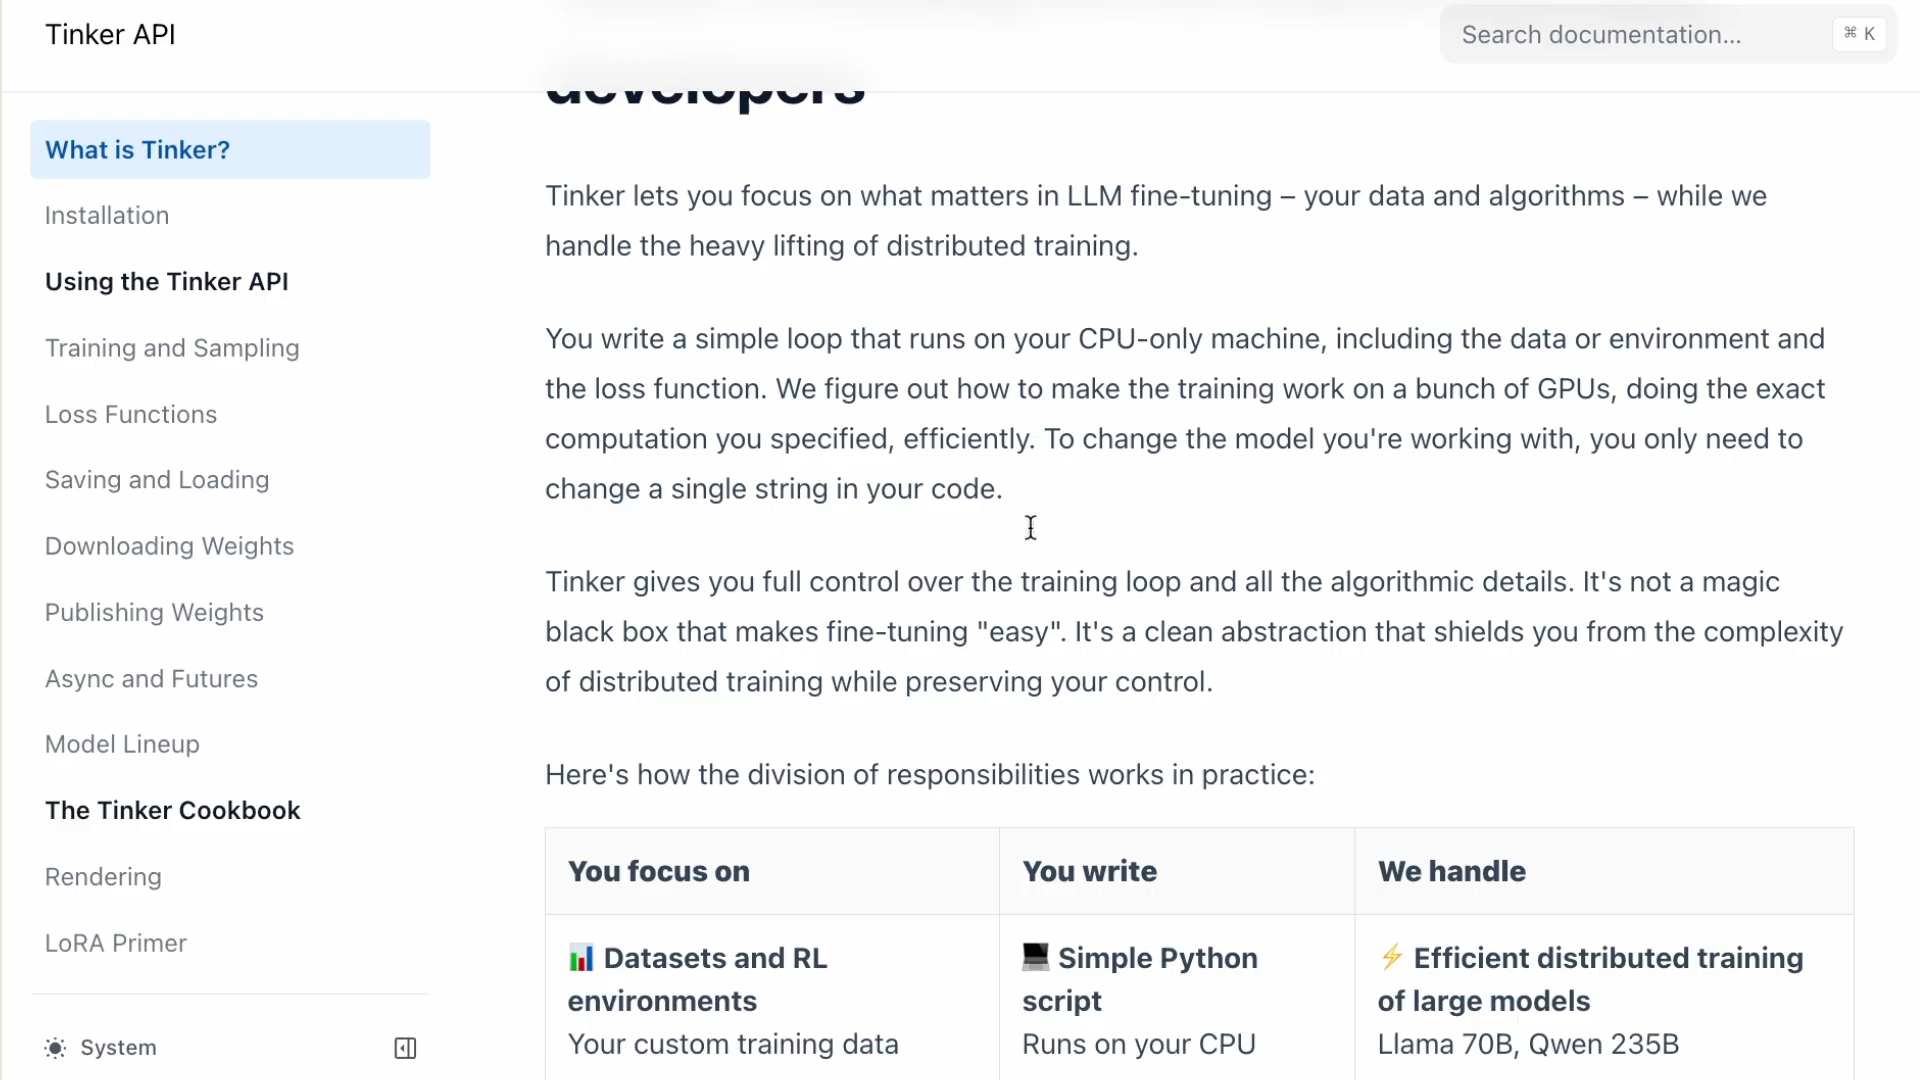 Tinker API
Search documentation...
⌘ K
What is Tinker?
Installation
Using the Tinker API
Training and Sampling
Loss Functions
Saving and Loading
Downloading Weights
Publishing Weights
Async and Futures
Model Lineup
The Tinker Cookbook
Rendering
LoRA Primer
System
developers
Tinker lets you focus on what matters in LLM fine-tuning – your data and algorithms – while we
handle the heavy lifting of distributed training.
You write a simple loop that runs on your CPU-only machine, including the data or environment and
the loss function. We figure out how to make the training work on a bunch of GPUs, doing the exact
computation you specified, efficiently. To change the model you're working with, you only need to
change a single string in your code.
Tinker gives you full control over the training loop and all the algorithmic details. It's not a magic
black box that makes fine-tuning "easy". It's a clean abstraction that shields you from the complexity
of distributed training while preserving your control.
Here's how the division of responsibilities works in practice:
You focus on
You write
We handle
📊 Datasets and RL
environments
Your custom training data
💻 Simple Python
script
Runs on your CPU
⚡ Efficient distributed training
of large models
Llama 70B, Qwen 235B